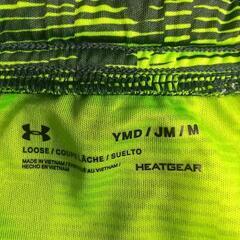 YMD / JM / M
LOOSE / COUPE LÂCHE / SUELTO
MADE IN VIETNAM / FABRIQUÉ AU VIETNAM /
HECHO EN VIETNAM
HEATGEAR